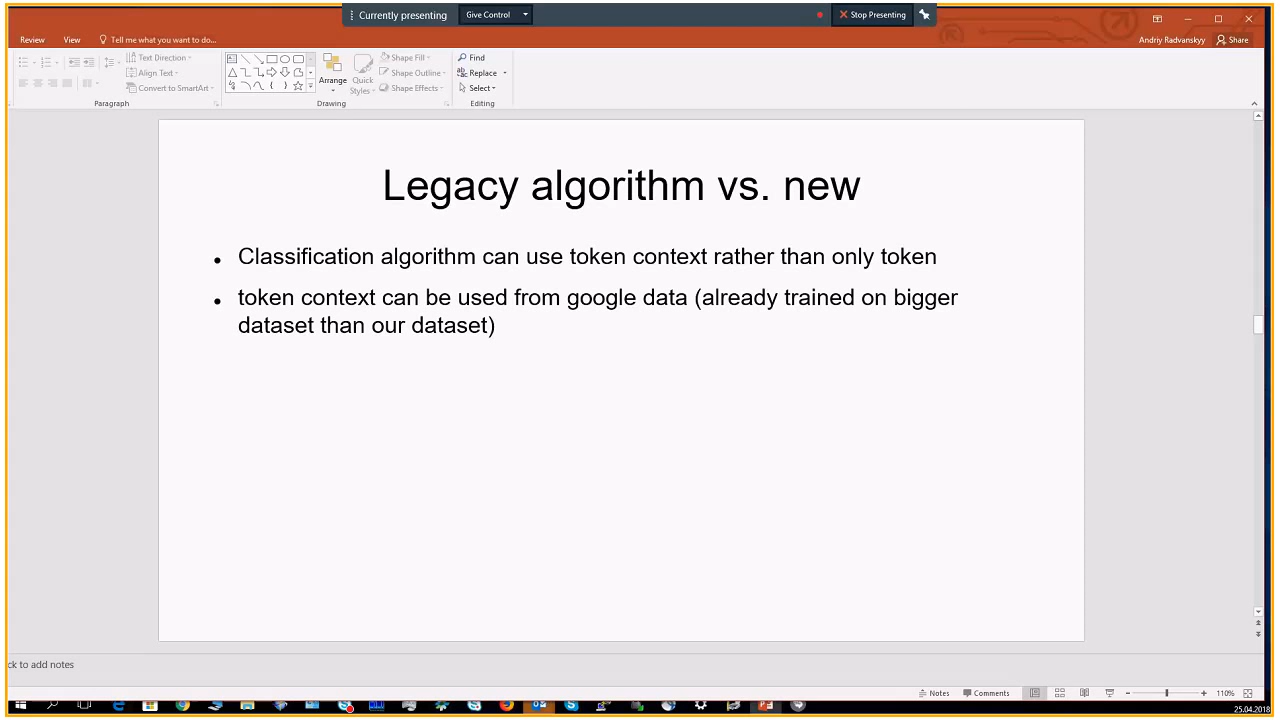 Currently presenting
Give Control
Stop Presenting
Review
View
Tell me what you want to do...
Andriy Radvanskyy
Share
Text Direction
Align Text
Convert to SmartArt
Paragraph
Arrange
Quick
Styles
Shape Fill
Shape Outline
Shape Effects
Drawing
Find
Replace
Select
Editing
Legacy algorithm vs. new
• Classification algorithm can use token context rather than only token
• token context can be used from google data (already trained on bigger
dataset than our dataset)
ck to add notes
Notes
Comments
110%
25.04.2018